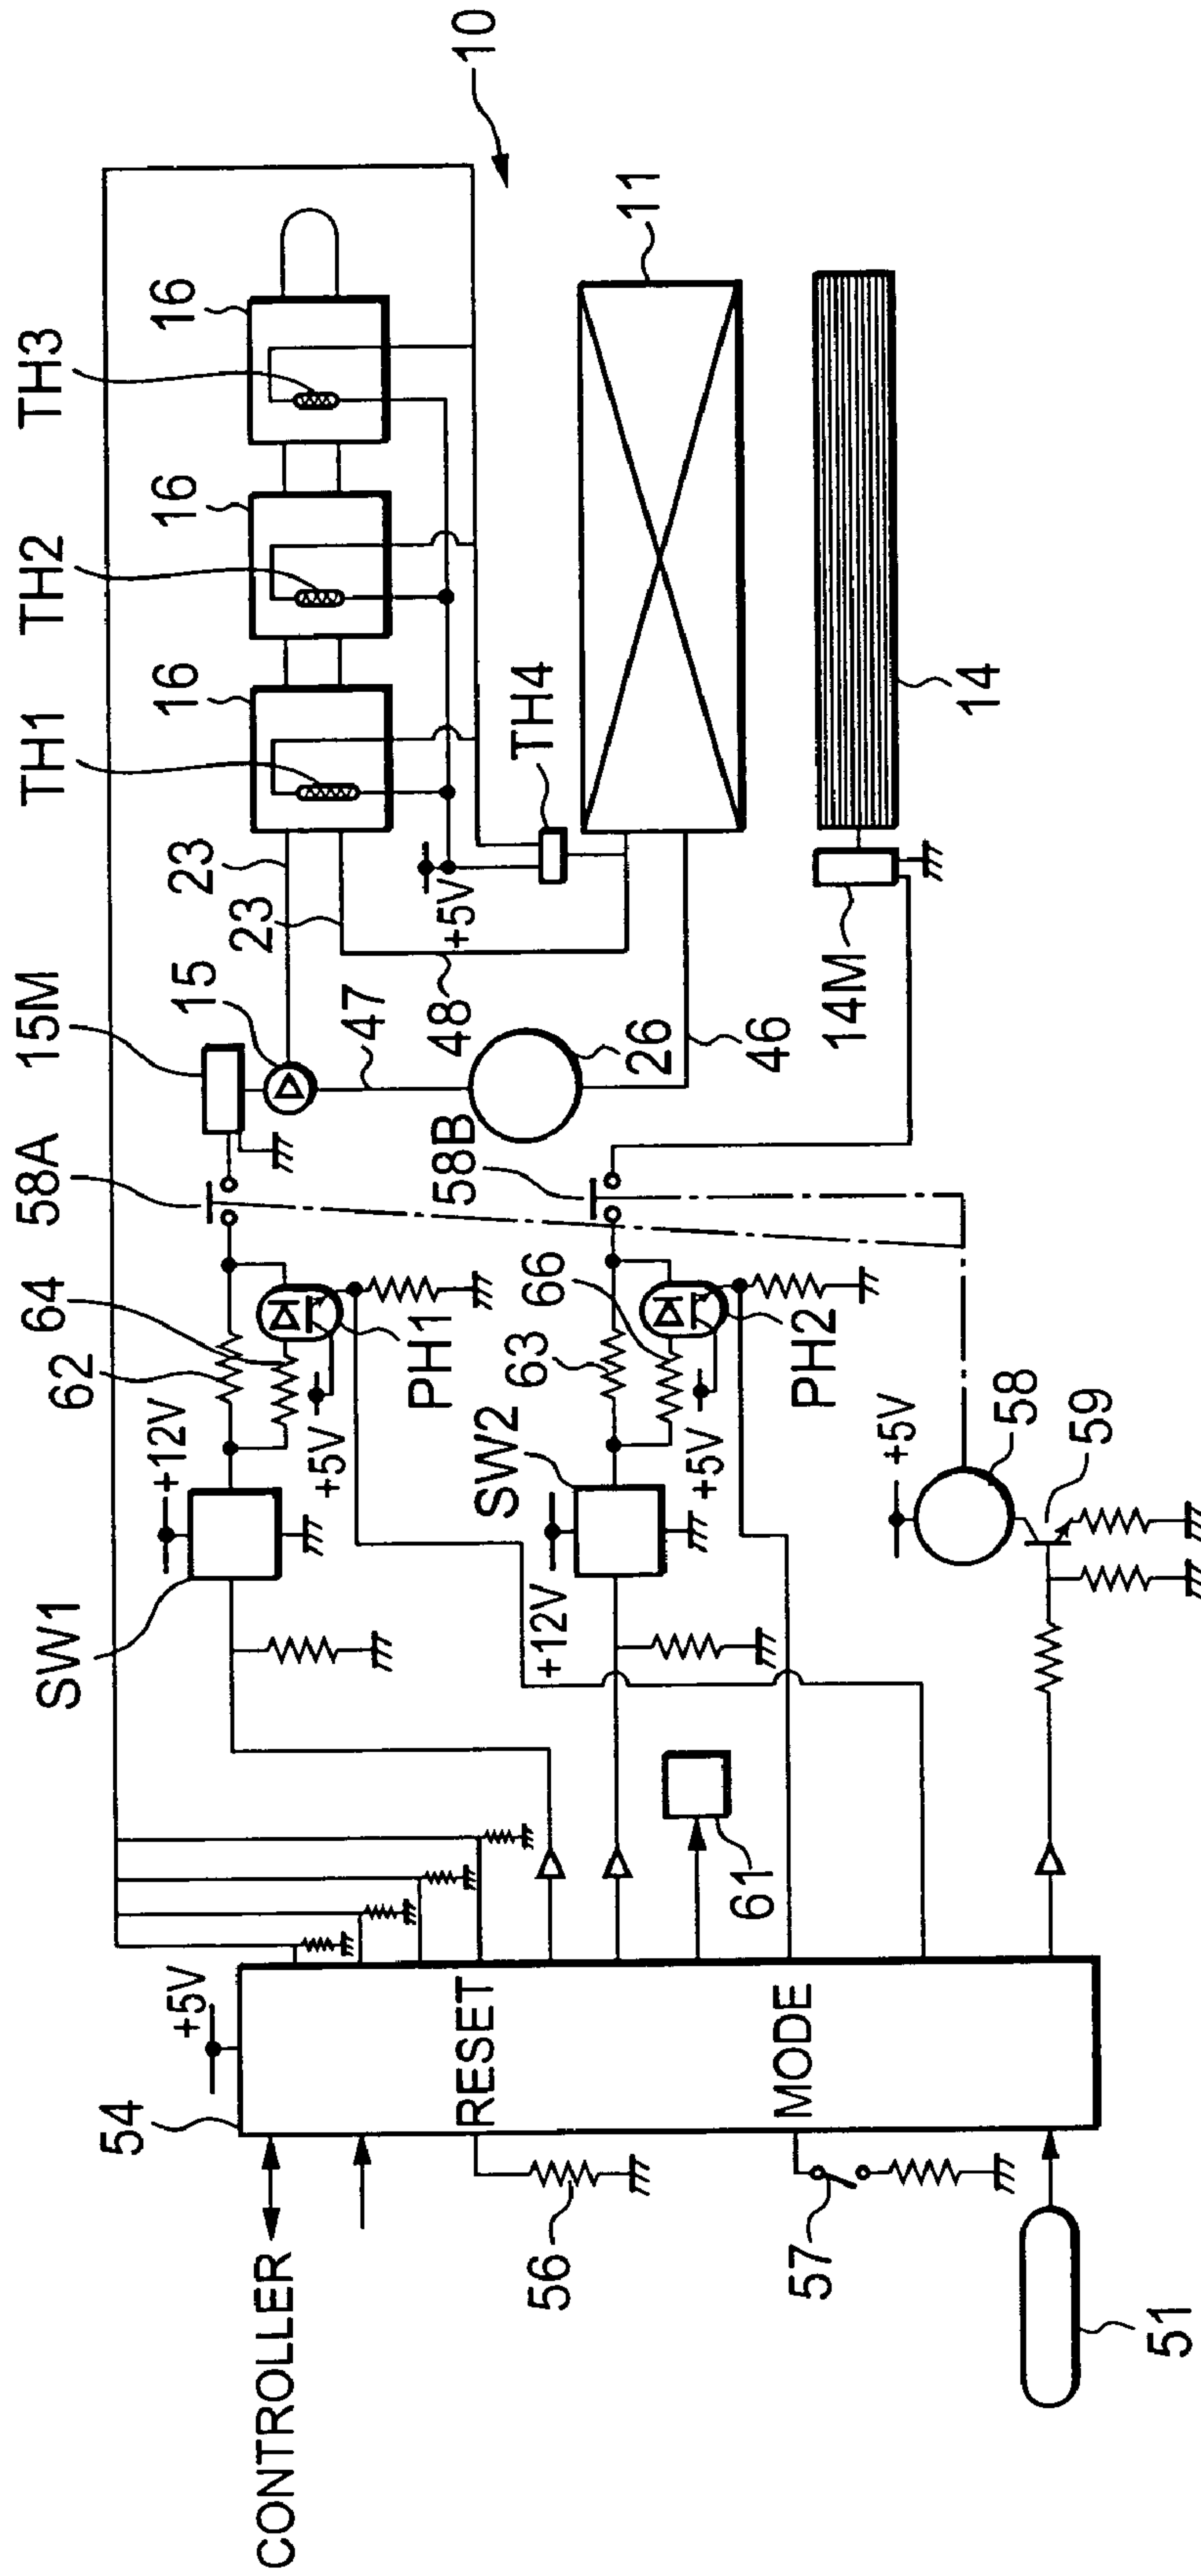 10
TH3
16
TH2
16
TH1
16
23
23
+5V
TH4
11
14
14M
15M
15
47
48
26
46
58A
58B
64
62
+12V
+5V
PH1
SW1
66
63
SW2
+12V
+5V
PH2
+5V
58
59
61
54
+5V
RESET
MODE
CONTROLLER
56
57
51